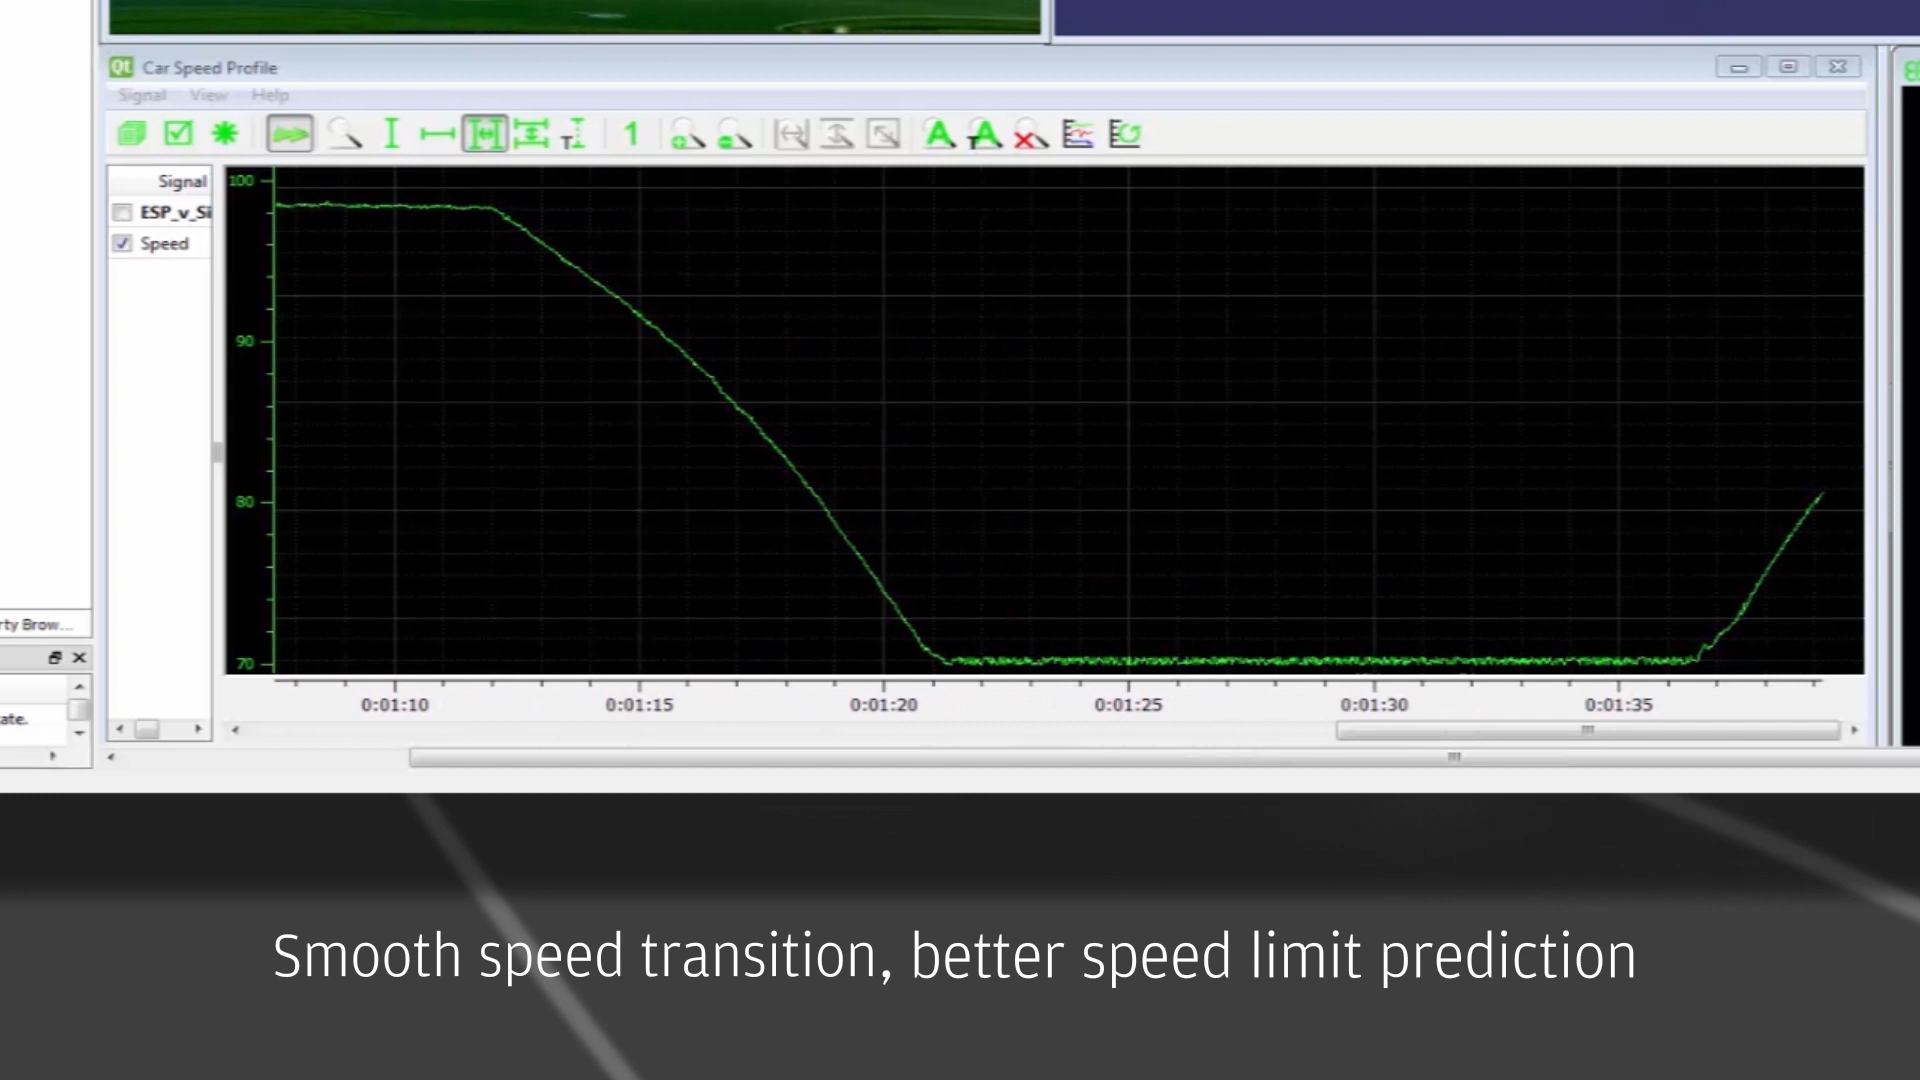 Qt Car Speed Profile
Signal View Help
1 A TA
Signal
ESP_v_Si
Speed
100
90
80
70
0:01:10 0:01:15 0:01:20 0:01:25 0:01:30 0:01:35
rty Brow...
ate.
Smooth speed transition, better speed limit prediction